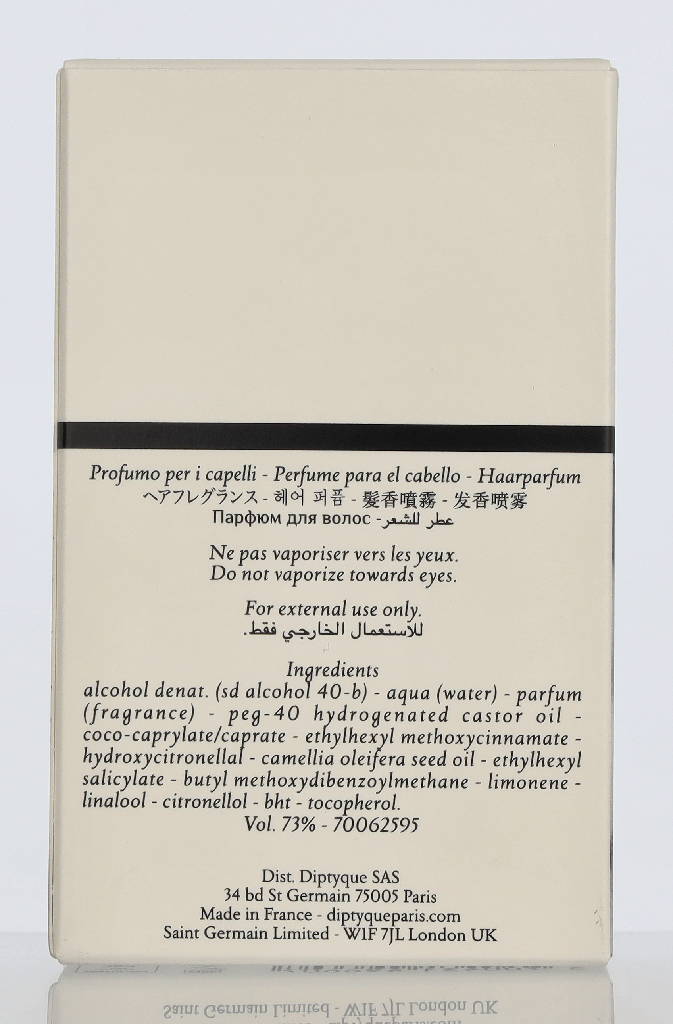 Profumo per i capelli - Perfume para el cabello - Haarparfum
ヘアフレグランス - 헤어 퍼퓸 - 髮香噴霧 - 发香喷雾
Парфюм для волос - عطر للشعر
Ne pas vaporiser vers les yeux.
Do not vaporize towards eyes.
For external use only.
للاستعمال الخارجي فقط.
Ingredients
alcohol denat. (sd alcohol 40-b) - aqua (water) - parfum
(fragrance) - peg-40 hydrogenated castor oil -
coco-caprylate/caprate - ethylhexyl methoxycinnamate -
hydroxycitronellal - camellia oleifera seed oil - ethylhexyl
salicylate - butyl methoxydibenzoylmethane - limonene -
linalool - citronellol - bht - tocopherol.
Vol. 73% - 70062595
Dist. Diptyque SAS
34 bd St Germain 75005 Paris
Made in France - diptyqueparis.com
Saint Germain Limited - W1F 7JL London UK